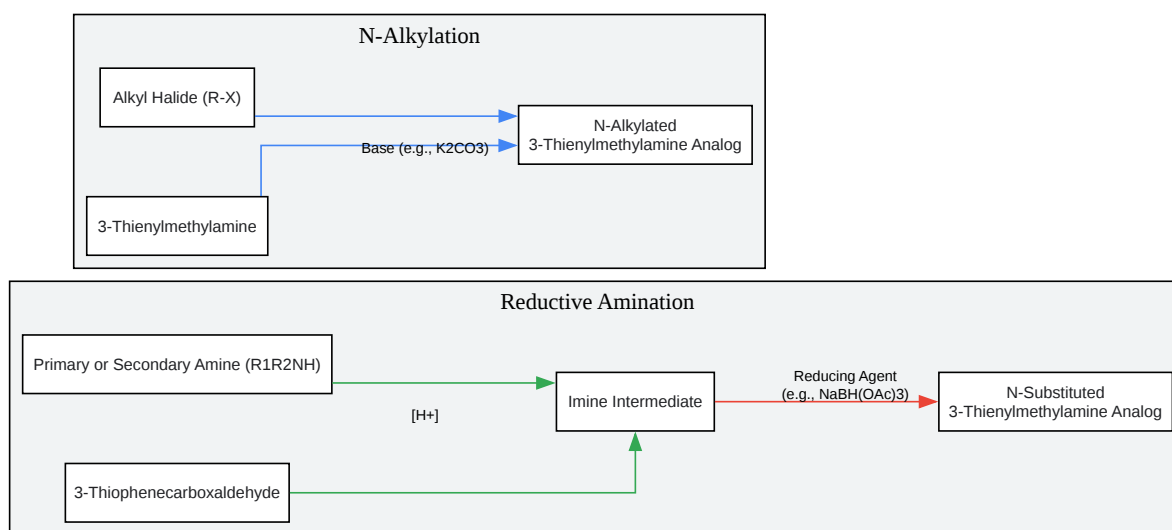 N-Alkylation
Alkyl Halide (R-X)
N-Alkylated
3-Thienylmethylamine Analog
Base (e.g., K2CO3)
3-Thienylmethylamine
Reductive Amination
Primary or Secondary Amine (R1R2NH)
Reducing Agent
(e.g., NaBH(OAc)3)
Imine Intermediate
N-Substituted
3-Thienylmethylamine Analog
[H+]
3-Thiophenecarboxaldehyde